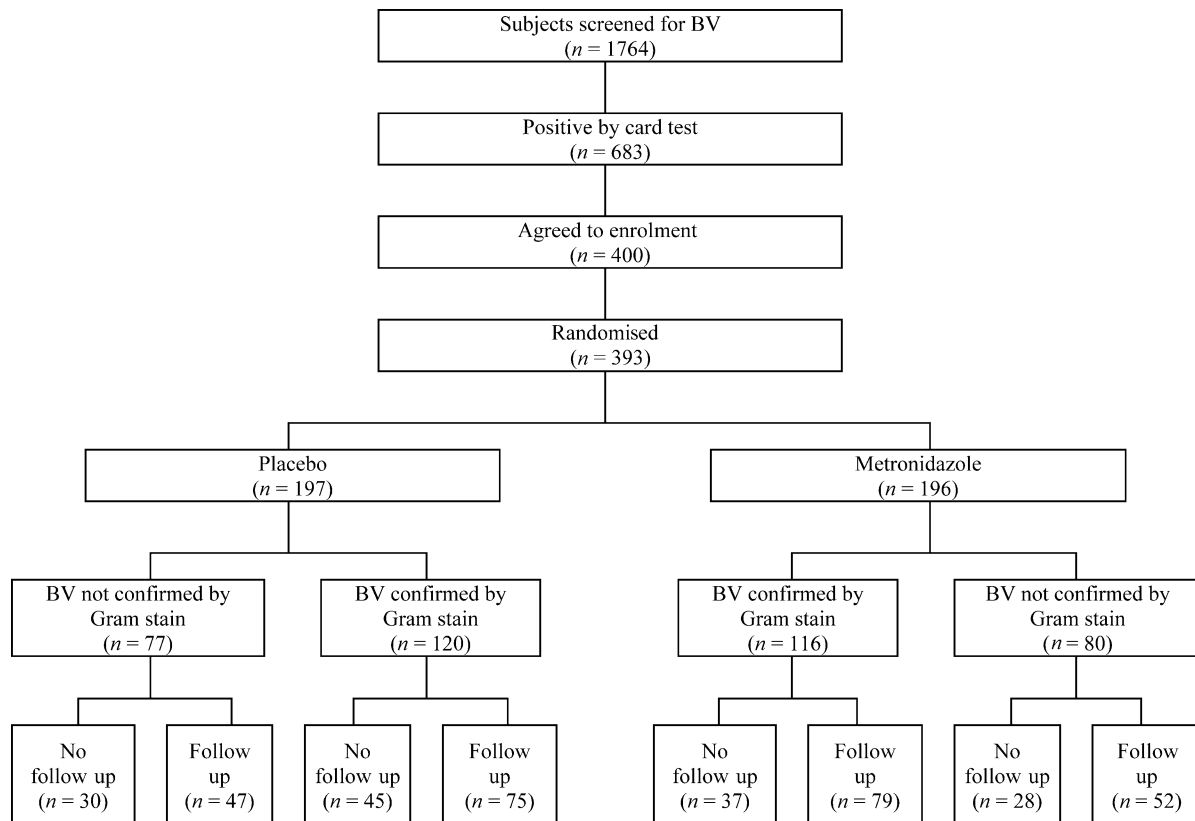 Subjects screened for BV
(n = 1764)
Positive by card test
(n = 683)
Agreed to enrolment
(n = 400)
Randomised
(n = 393)
Placebo
(n = 197)
Metronidazole
(n = 196)
BV not confirmed by
Gram stain
(n = 77)
BV confirmed by
Gram stain
(n = 120)
BV confirmed by
Gram stain
(n = 116)
BV not confirmed by
Gram stain
(n = 80)
No
follow up
(n = 30)
Follow
up
(n = 47)
No
follow up
(n = 45)
Follow
up
(n = 75)
No
follow up
(n = 37)
Follow
up
(n = 79)
No
follow up
(n = 28)
Follow
up
(n = 52)